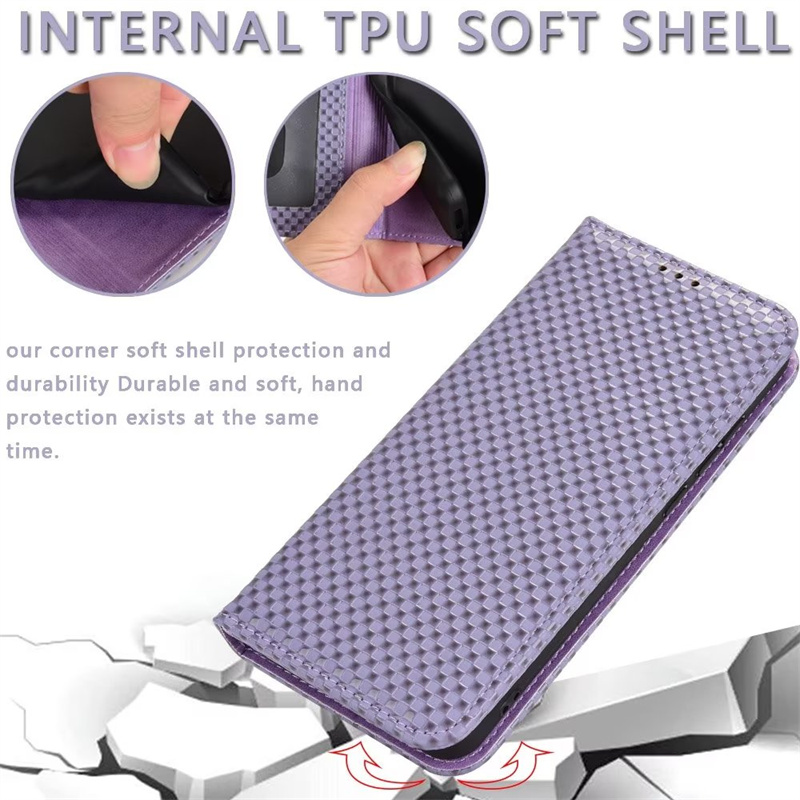 INTERNAL TPU SOFT SHELL
our corner soft shell protection and
durability Durable and soft, hand
protection exists at the same
time.